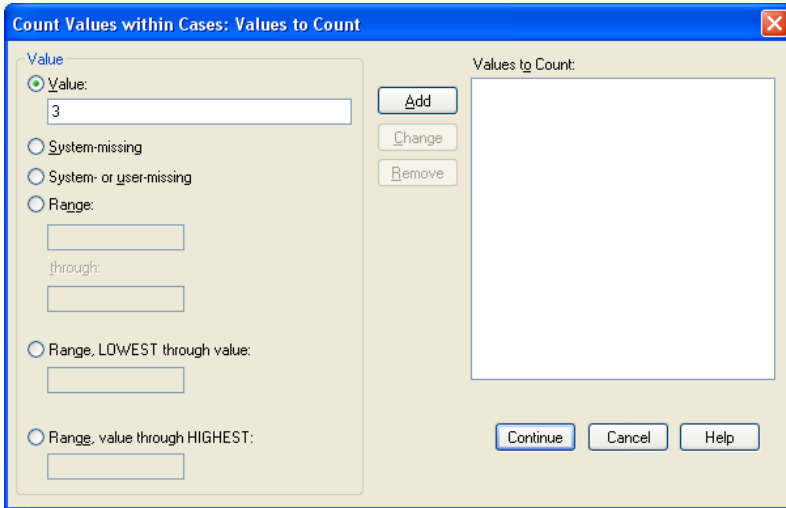 Count Values within Cases: Values to Count
Value
Value:
3
System-missing
System- or user-missing
Range:
through:
Range, LOWEST through value:
Range, value through HIGHEST:
Add
Change
Remove
Values to Count:
Continue
Cancel
Help